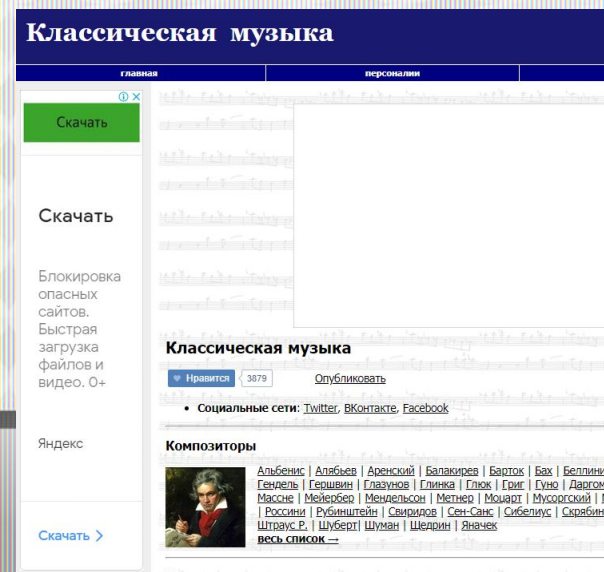 Классическая музыка
главная персоналии
Скачать
Скачать
Блокировка
опасных
сайтов.
Быстрая
загрузка
файлов и
видео. 0+
Яндекс
Скачать
Классическая музыка
Нравится 3879 Опубликовать
• Социальные сети: Twitter, ВКонтакте, Facebook
Композиторы
Альбенис | Алябьев | Аренский | Балакирев | Барток | Бах | Беллини
Гендель | Гершвин | Глазунов | Глинка | Глюк | Григ | Гуно | Даргом
Массне | Мейербер | Мендельсон | Метнер | Моцарт | Мусоргский |
| Россини | Рубинштейн | Свиридов | Сен-Санс | Сибелиус | Скрябин
Штраус Р. | Шуберт| Шуман | Щедрин | Яначек
весь список →